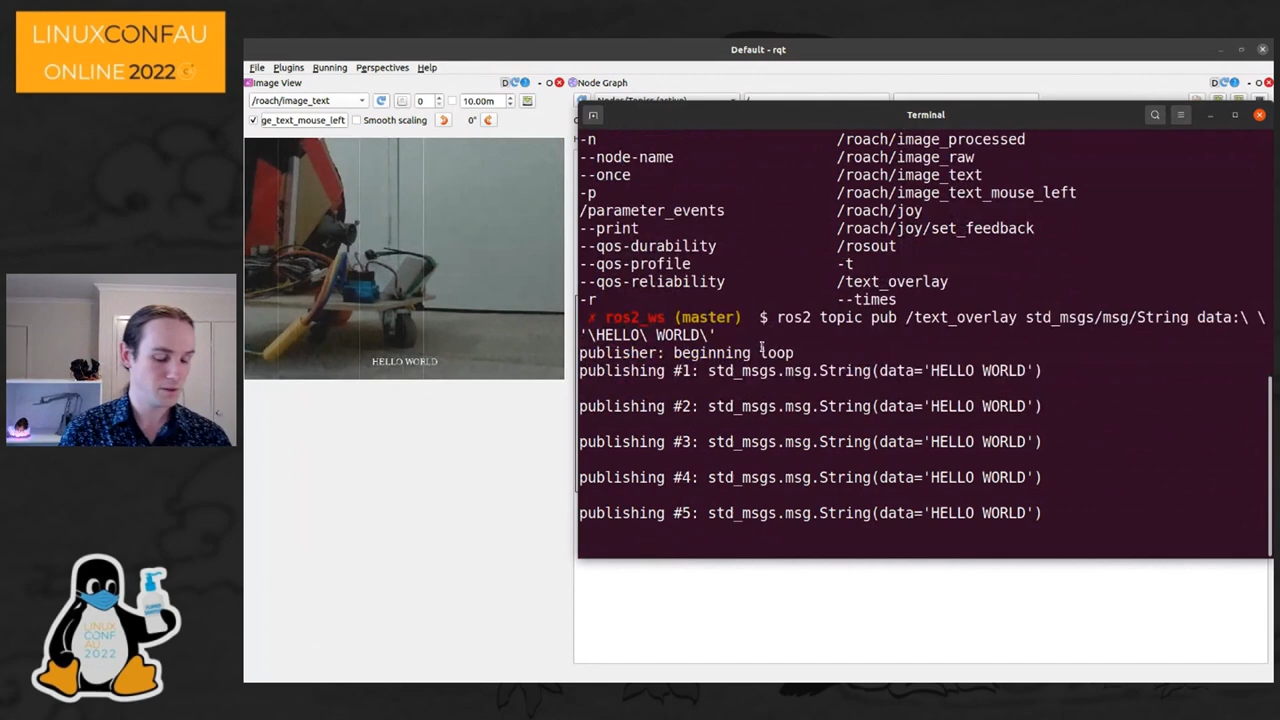 LINUXCONFAU
ONLINE 2022
Default - rqt
File Plugins Running Perspectives Help
Image View
Node Graph
/roach/image_text
0
10.00m
ge_text_mouse_left
Smooth scaling
0°
Terminal
-n /roach/image_processed
--node-name /roach/image_raw
--once /roach/image_text
-p /roach/image_text_mouse_left
/parameter_events /roach/joy
--print /roach/joy/set_feedback
--qos-durability /rosout
--qos-profile -t
--qos-reliability /text_overlay
-r --times
✗ ros2_ws (master) $ ros2 topic pub /text_overlay std_msgs/msg/String data:\ \
'\HELLO\ WORLD\'
publisher: beginning loop
publishing #1: std_msgs.msg.String(data='HELLO WORLD')
publishing #2: std_msgs.msg.String(data='HELLO WORLD')
publishing #3: std_msgs.msg.String(data='HELLO WORLD')
publishing #4: std_msgs.msg.String(data='HELLO WORLD')
publishing #5: std_msgs.msg.String(data='HELLO WORLD')
HELLO WORLD
LINUX
CONF
AU
2022